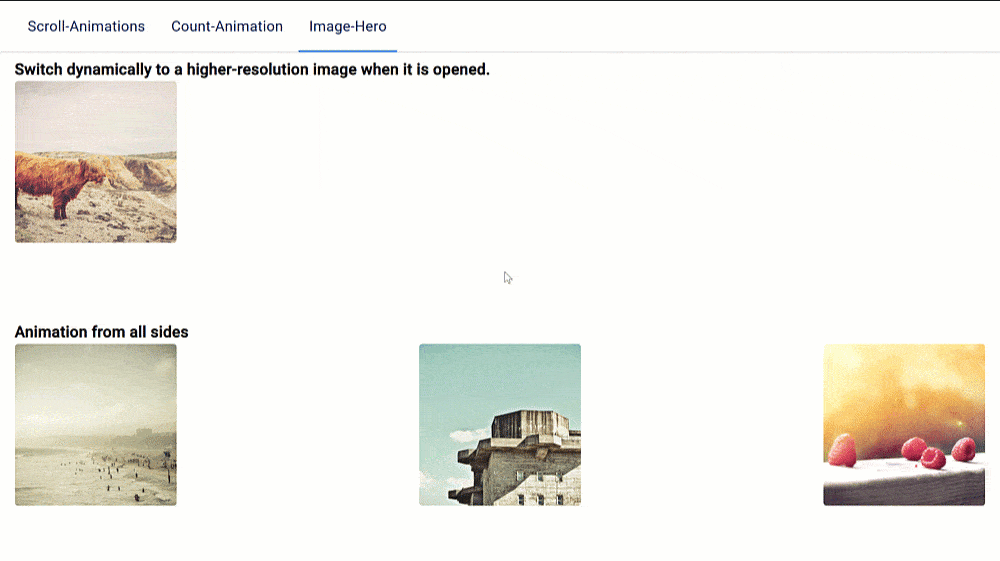 Scroll-Animations Count-Animation Image-Hero
Switch dynamically to a higher-resolution image when it is opened.
Animation from all sides